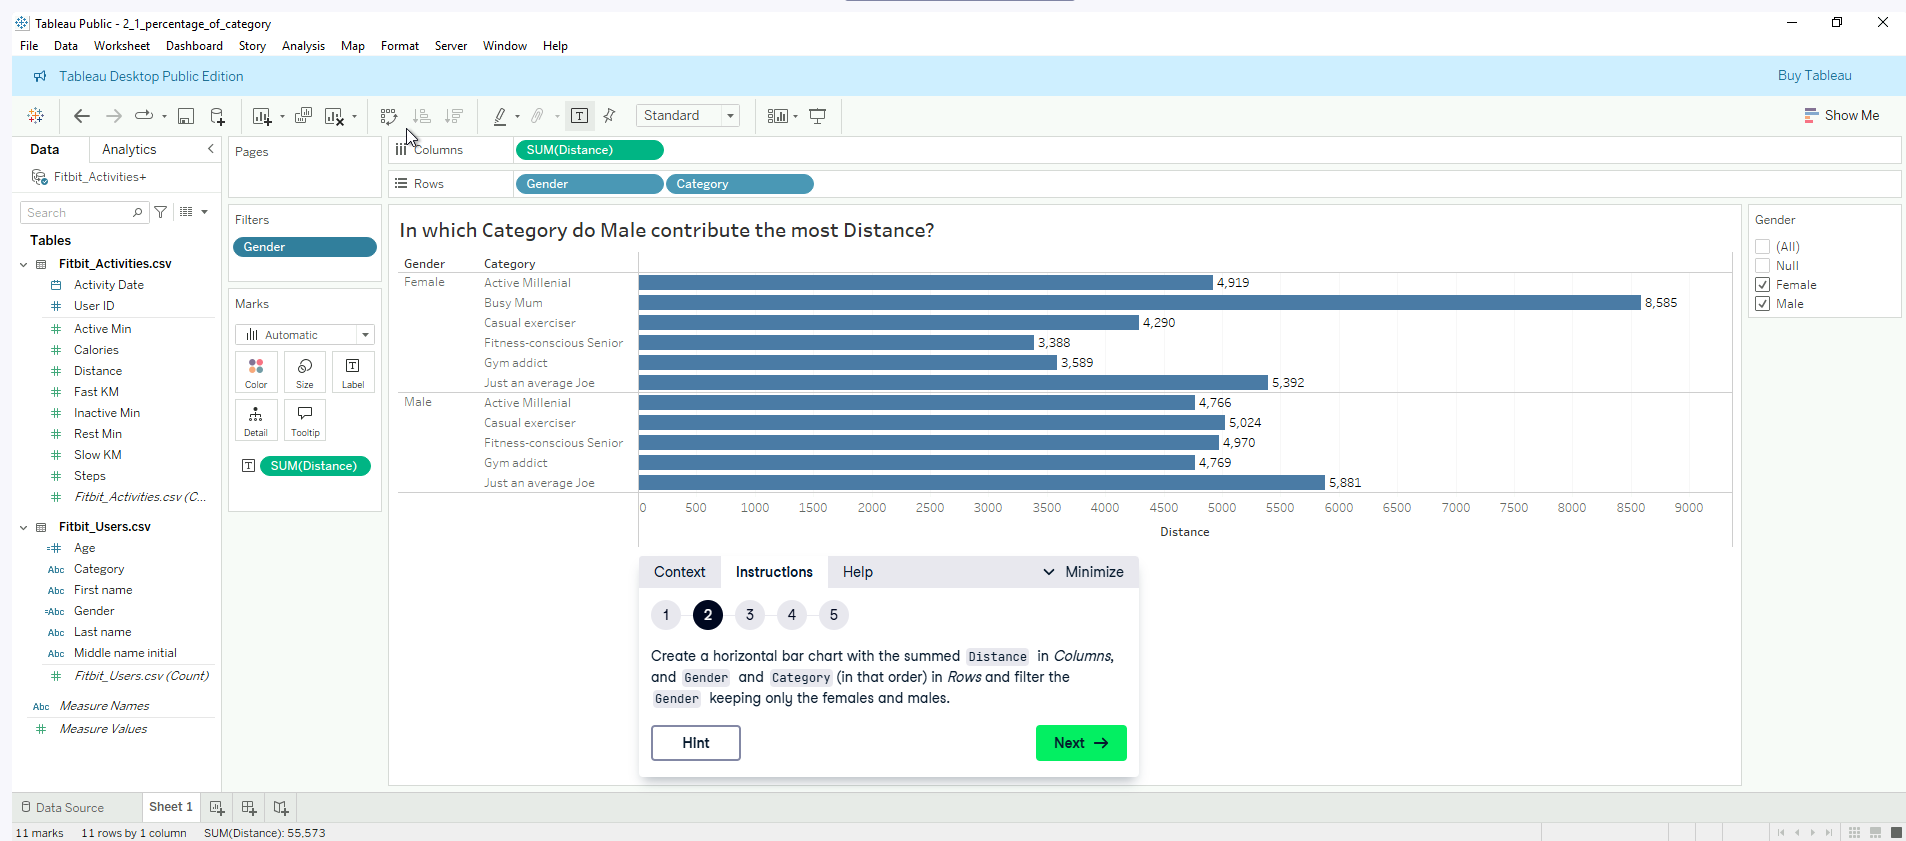 Tableau Public - 2_1_percentage_of_category
File Data Worksheet Dashboard Story Analysis Map Format Server Window Help
Tableau Desktop Public Edition
Buy Tableau
Standard
Show Me
Data Analytics
Fitbit_Activities+
Search
Tables
Fitbit_Activities.csv
Activity Date
User ID
Active Min
Calories
Distance
Fast KM
Inactive Min
Rest Min
Slow KM
Steps
Fitbit_Activities.csv (C...
Fitbit_Users.csv
=# Age
Abc Category
Abc First name
=Abc Gender
Abc Last name
Abc Middle name initial
Fitbit_Users.csv (Count)
Abc Measure Names
Measure Values
Pages
Filters
Gender
Marks
Automatic
Color Size Label
Detail Tooltip
SUM(Distance)
Columns SUM(Distance)
Rows Gender Category
In which Category do Male contribute the most Distance?
Gender Category
Female Active Millenial 4,919
Busy Mum 8,585
Casual exerciser 4,290
Fitness-conscious Senior 3,388
Gym addict 3,589
Just an average Joe 5,392
Male Active Millenial 4,766
Casual exerciser 5,024
Fitness-conscious Senior 4,970
Gym addict 4,769
Just an average Joe 5,881
0 500 1000 1500 2000 2500 3000 3500 4000 4500 5000 5500 6000 6500 7000 7500 8000 8500 9000
Distance
Gender
(All)
Null
Female
Male
Context Instructions Help Minimize
1 2 3 4 5
Create a horizontal bar chart with the summed Distance in Columns,
and Gender and Category (in that order) in Rows and filter the
Gender keeping only the females and males.
Hint Next
Data Source Sheet 1
11 marks 11 rows by 1 column SUM(Distance): 55,573